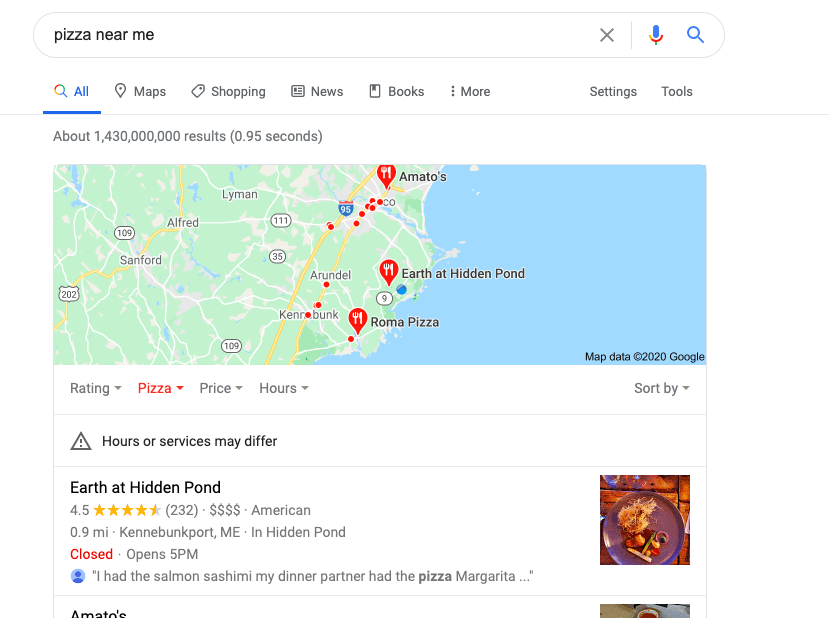 pizza near me
All Maps Shopping News Books More Settings Tools
About 1,430,000,000 results (0.95 seconds)
Amato's
Lyman
95
co
111
Alfred
109
35
Sanford
Earth at Hidden Pond
Arundel
202
9
Kennebunk
Roma Pizza
109
Map data ©2020 Google
Rating Pizza Price Hours Sort by
Hours or services may differ
Earth at Hidden Pond
4.5 (232) · $$$$ · American
0.9 mi · Kennebunkport, ME · In Hidden Pond
Closed · Opens 5PM
"I had the salmon sashimi my dinner partner had the pizza Margarita ..."
Amato's